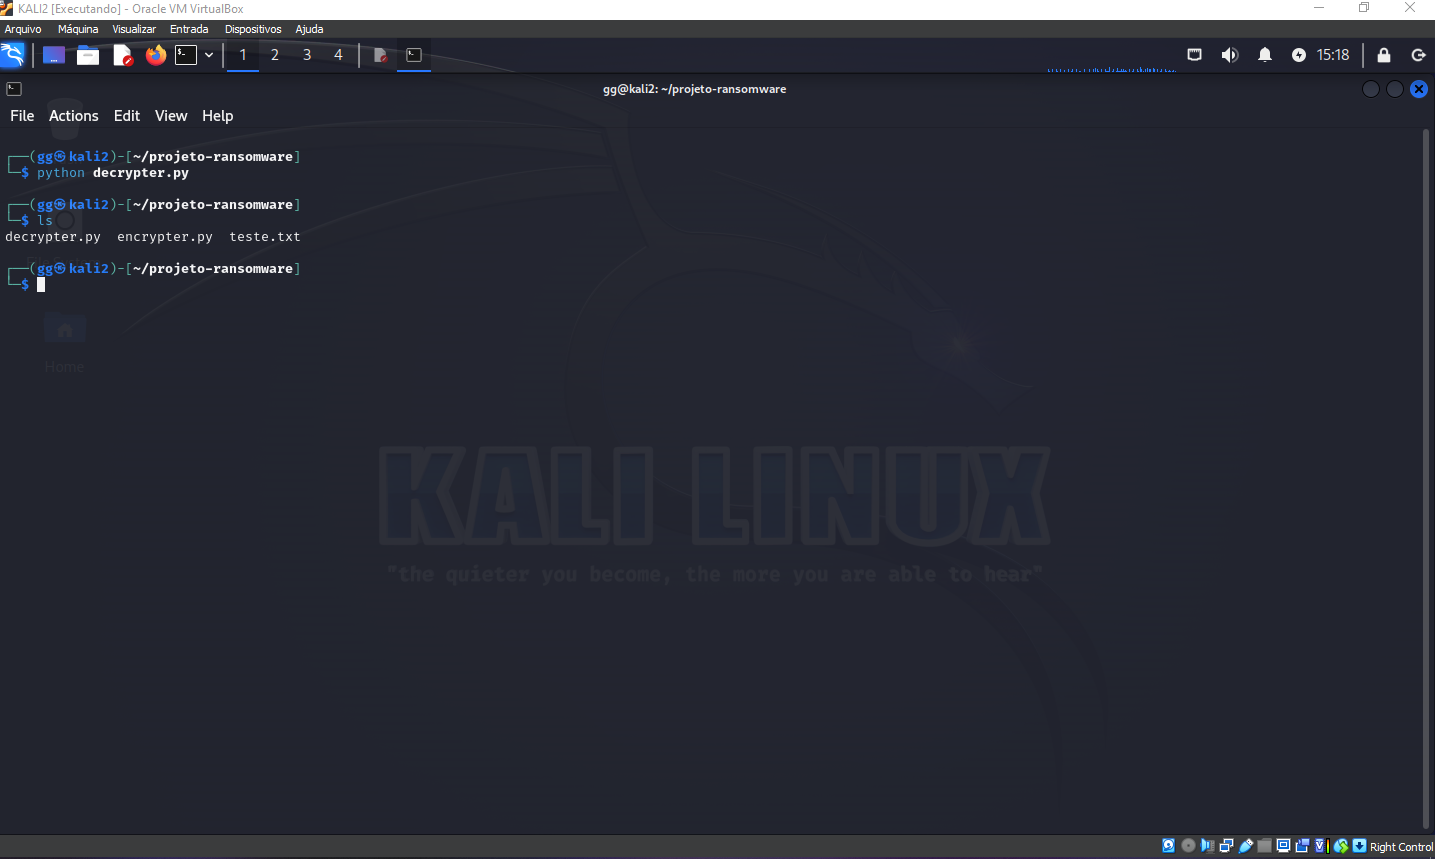 KALI2 [Executando] - Oracle VM VirtualBox
Arquivo Máquina Visualizar Entrada Dispositivos Ajuda
1 2 3 4 15:18
gg@kali2: ~/projeto-ransomware
File Actions Edit View Help
┌──(gg㉿kali2)-[~/projeto-ransomware]
└─$ python decrypter.py
┌──(gg㉿kali2)-[~/projeto-ransomware]
└─$ ls
decrypter.py encrypter.py teste.txt
┌──(gg㉿kali2)-[~/projeto-ransomware]
└─$
Home
KALI LINUX
"the quieter you become, the more you are able to hear"
Right Control